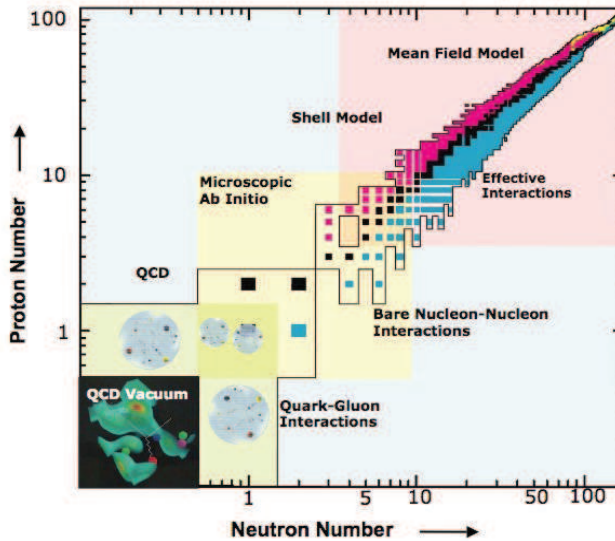 100
Mean Field Model
Shell Model
10
Microscopic
Ab Initio
Effective
Interactions
QCD
Bare Nucleon-Nucleon
Interactions
1
QCD Vacuum
Quark-Gluon
Interactions
Proton Number
1
5
10
50
100
Neutron Number